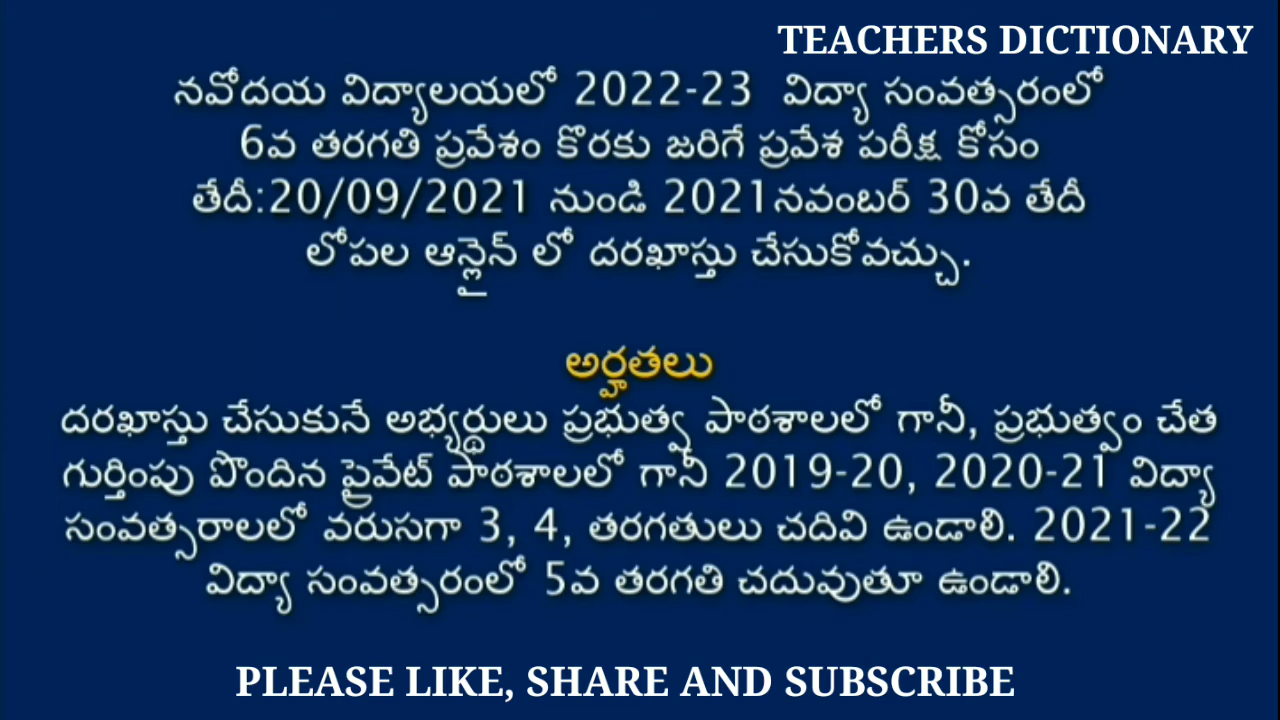 TEACHERS DICTIONARY
నవోదయ విద్యాలయలో 2022-23 విద్యా సంవత్సరంలో
6వ తరగతి ప్రవేశం కొరకు జరిగే ప్రవేశ పరీక్ష కోసం
తేదీ:20/09/2021 నుండి 2021నవంబర్ 30వ తేదీ
లోపల ఆన్లైన్ లో దరఖాస్తు చేసుకోవచ్చు.
అర్హతలు
దరఖాస్తు చేసుకునే అభ్యర్థులు ప్రభుత్వ పాఠశాలలో గానీ, ప్రభుత్వం చేత
గుర్తింపు పొందిన ప్రైవేట్ పాఠశాలలో గానీ 2019-20, 2020-21 విద్యా
సంవత్సరాలలో వరుసగా 3, 4, తరగతులు చదివి ఉండాలి. 2021-22
విద్యా సంవత్సరంలో 5వ తరగతి చదువుతూ ఉండాలి.
PLEASE LIKE, SHARE AND SUBSCRIBE